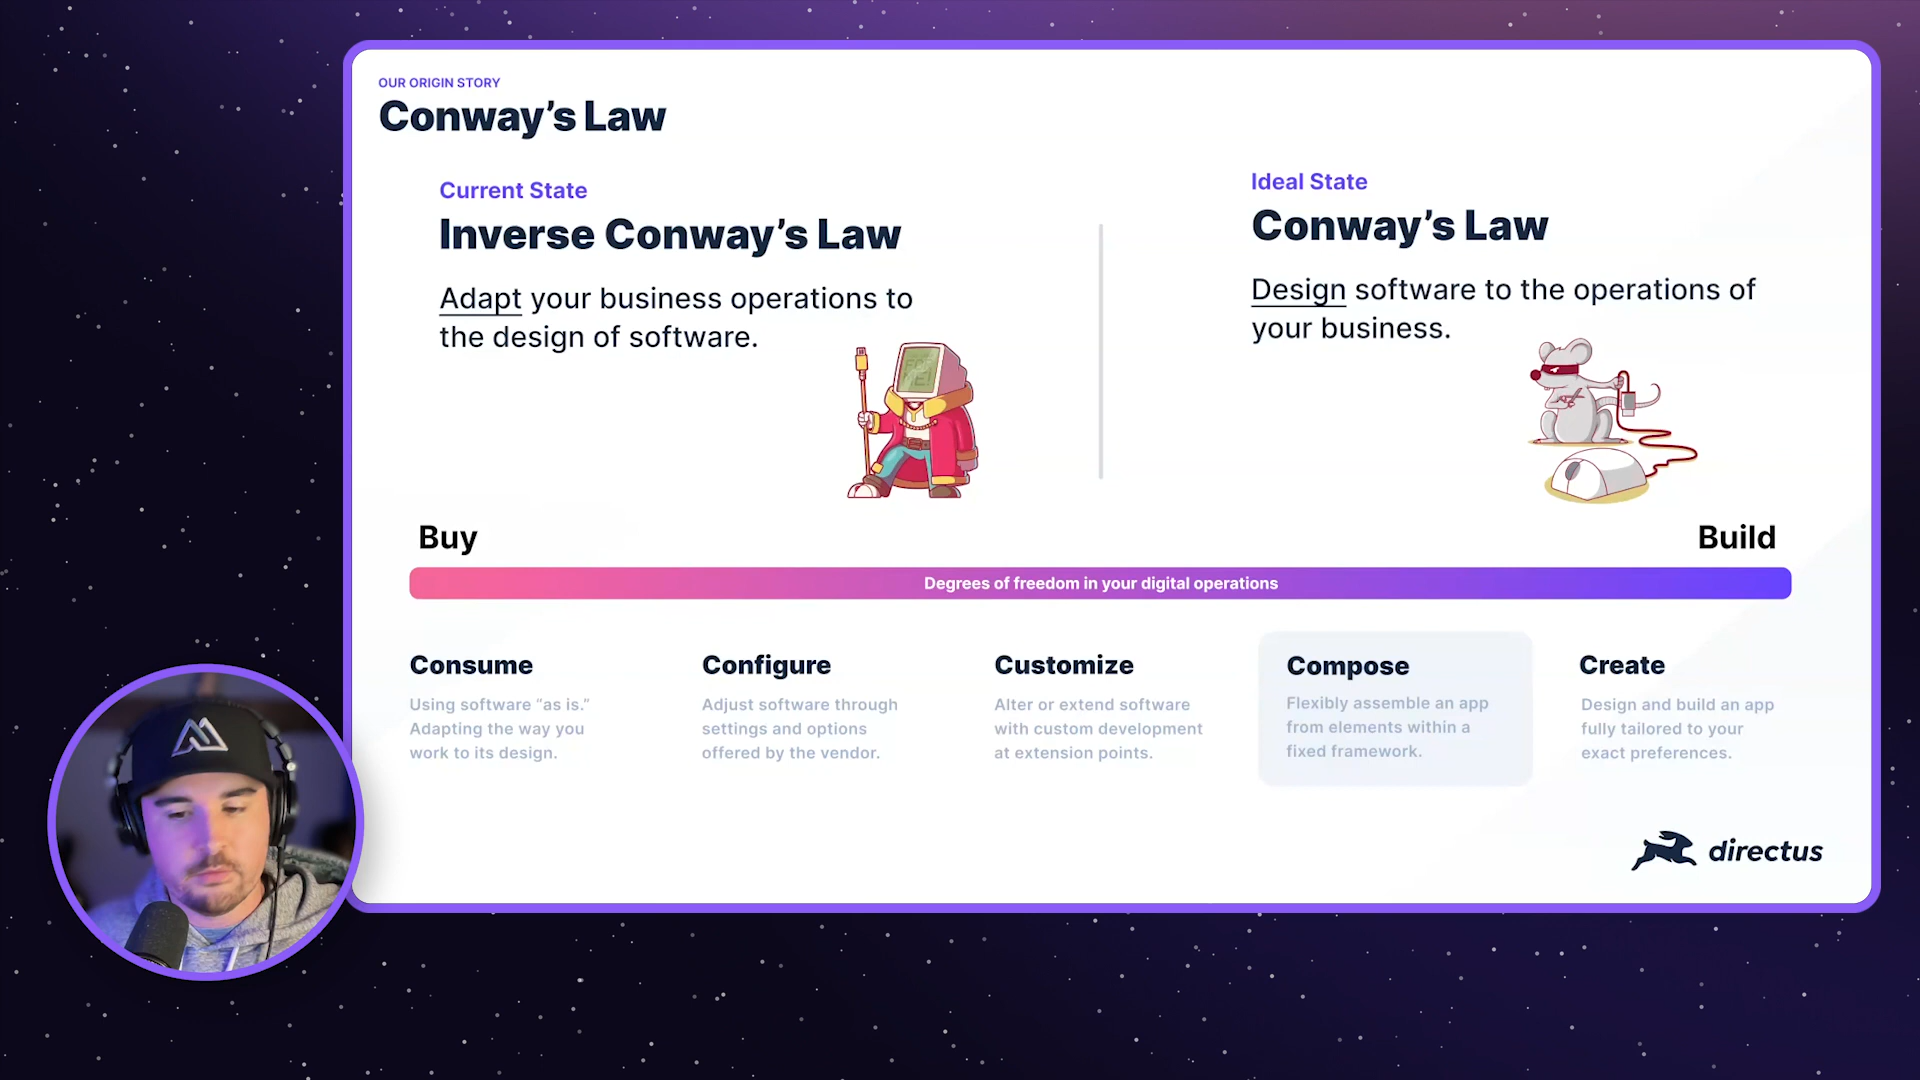 OUR ORIGIN STORY
Conway’s Law
Current State
Inverse Conway’s Law
Adapt your business operations to
the design of software.
Ideal State
Conway’s Law
Design software to the operations of
your business.
Buy
Build
Degrees of freedom in your digital operations
Consume
Using software “as is.”
Adapting the way you
work to its design.
Configure
Adjust software through
settings and options
offered by the vendor.
Customize
Alter or extend software
with custom development
at extension points.
Compose
Flexibly assemble an app
from elements within a
fixed framework.
Create
Design and build an app
fully tailored to your
exact preferences.
directus